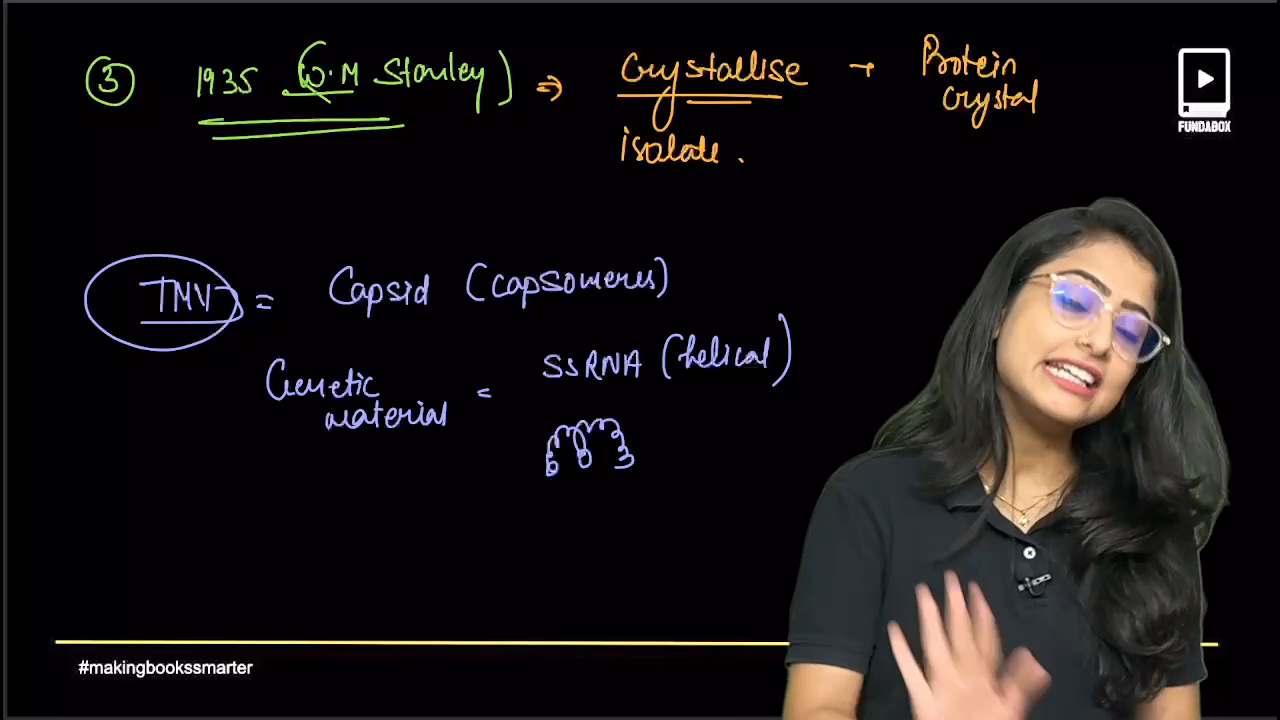 ③ 1935 (W.M Stanley) ⇒ Crystallise → Protein crystal
isolate.
FUNDABOX
TMV = Capsid (capsomeres)
Genetic material = SSRNA (helical)
#makingbookssmarter